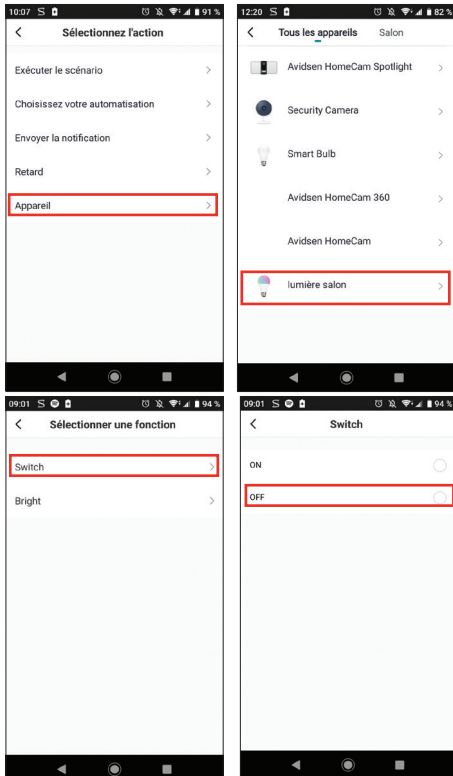 10:07 S 91 %
Sélectionnez l'action
Exécuter le scénario
Choisissez votre automatisation
Envoyer la notification
Retard
Appareil
12:20 S 82 %
Tous les appareils Salon
Avidsen HomeCam Spotlight
Security Camera
Smart Bulb
Avidsen HomeCam 360
Avidsen HomeCam
lumière salon
09:01 S 94 %
Sélectionner une fonction
Switch
Bright
09:01 S 94 %
Switch
ON
OFF